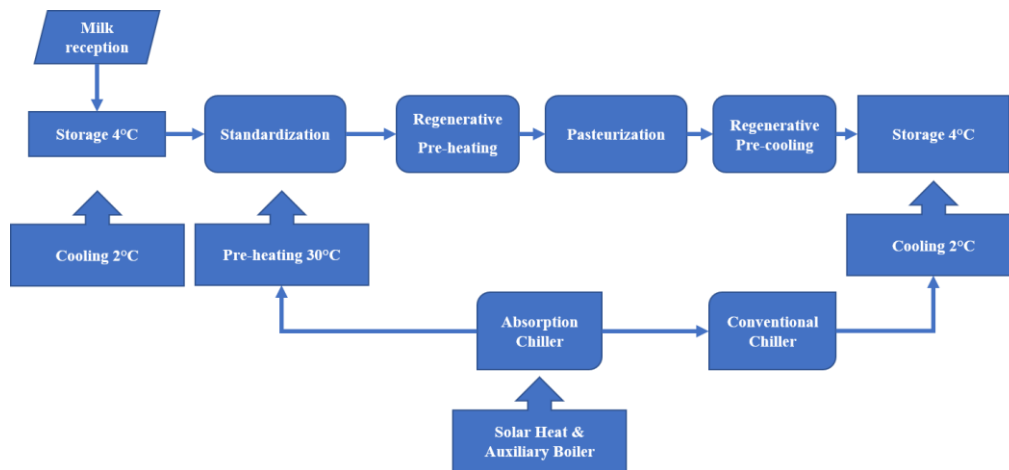 Milk
reception
Storage 4°C
Standardization
Regenerative
Pre-heating
Pasteurization
Regenerative
Pre-cooling
Storage 4°C
Cooling 2°C
Pre-heating 30°C
Cooling 2°C
Absorption
Chiller
Conventional
Chiller
Solar Heat &
Auxiliary Boiler